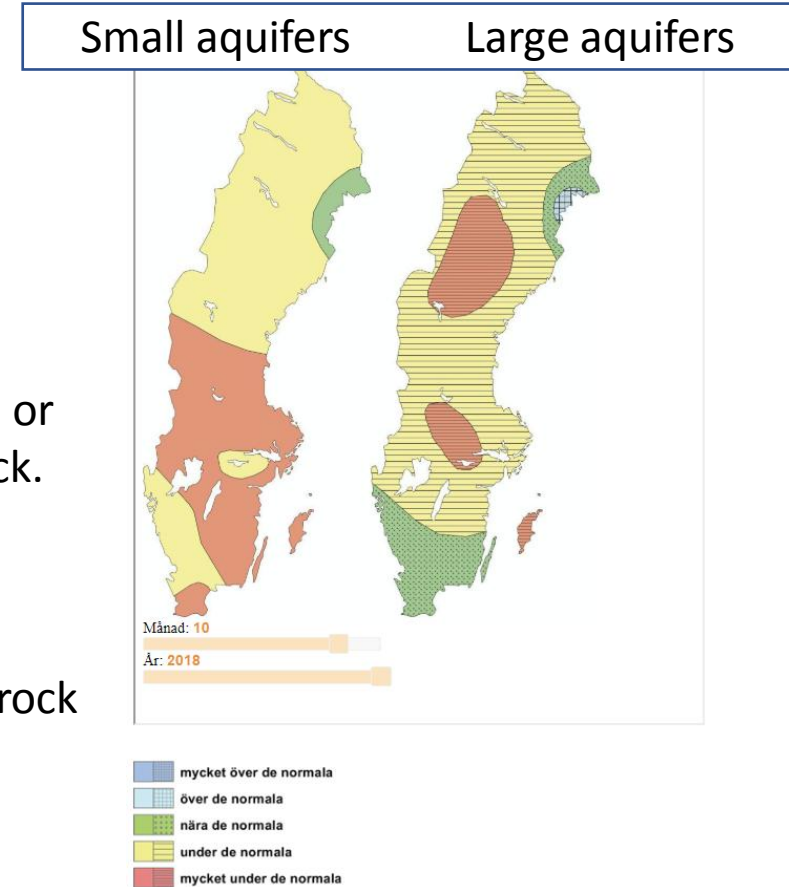 Small aquifers Large aquifers
or
ck.
rock
Månad: 10
År: 2018
mycket över de normala
över de normala
nära de normala
under de normala
mycket under de normala